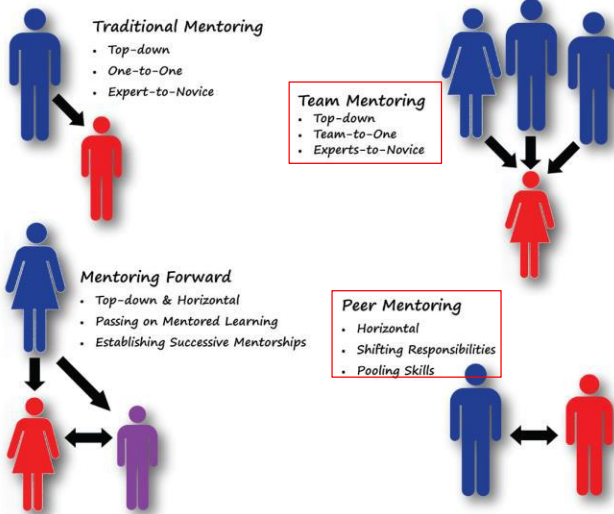 Traditional Mentoring
• Top-down
• One-to-One
• Expert-to-Novice
Team Mentoring
• Top-down
• Team-to-One
• Experts-to-Novice
Mentoring Forward
• Top-down & Horizontal
• Passing on Mentored Learning
• Establishing Successive Mentorships
Peer Mentoring
• Horizontal
• Shifting Responsibilities
• Pooling Skills